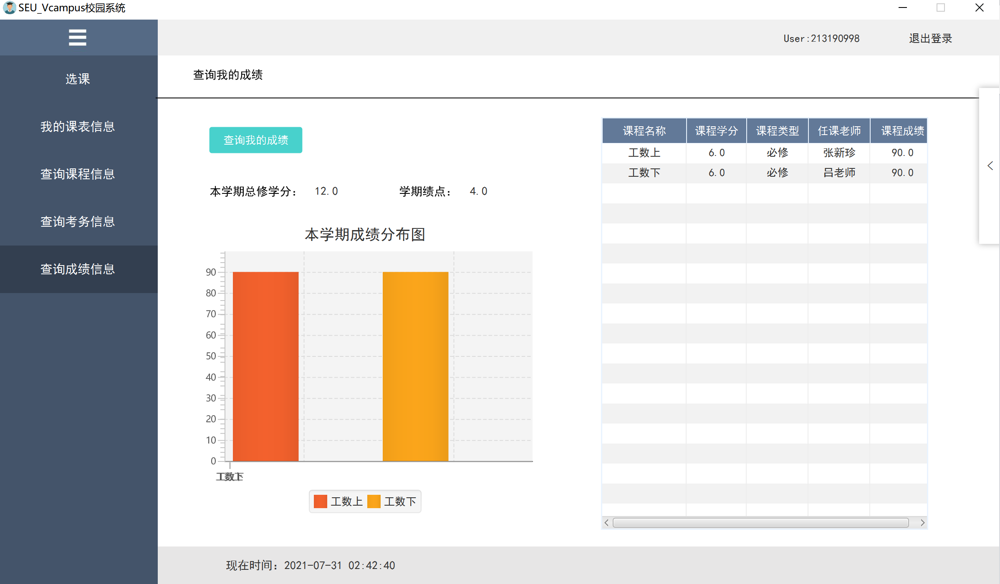 SEU_Vcampus校园系统
User:213190998 退出登录
选课
我的课表信息
查询课程信息
查询考务信息
查询成绩信息
查询我的成绩
查询我的成绩
本学期总修学分： 12.0 学期绩点： 4.0
本学期成绩分布图
90
80
70
60
50
40
30
20
10
0
工数上 工数下
课程名称 课程学分 课程类型 任课老师 课程成绩
工数上 6.0 必修 张新珍 90.0
工数下 6.0 必修 吕老师 90.0
现在时间：2021-07-31 02:42:40